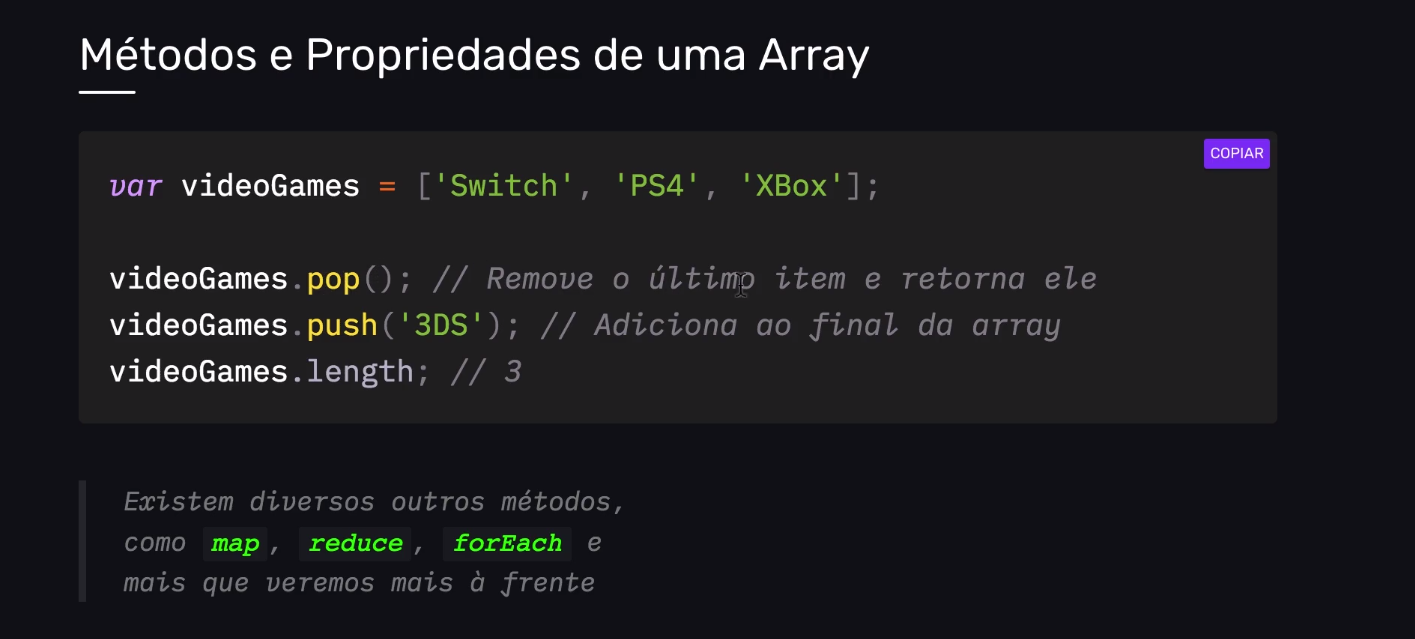 Métodos e Propriedades de uma Array
COPIAR
var videoGames = ['Switch', 'PS4', 'XBox'];
videoGames.pop(); // Remove o último item e retorna ele
videoGames.push('3DS'); // Adiciona ao final da array
videoGames.length; // 3
Existem diversos outros métodos,
como map, reduce, forEach e
mais que veremos mais à frente